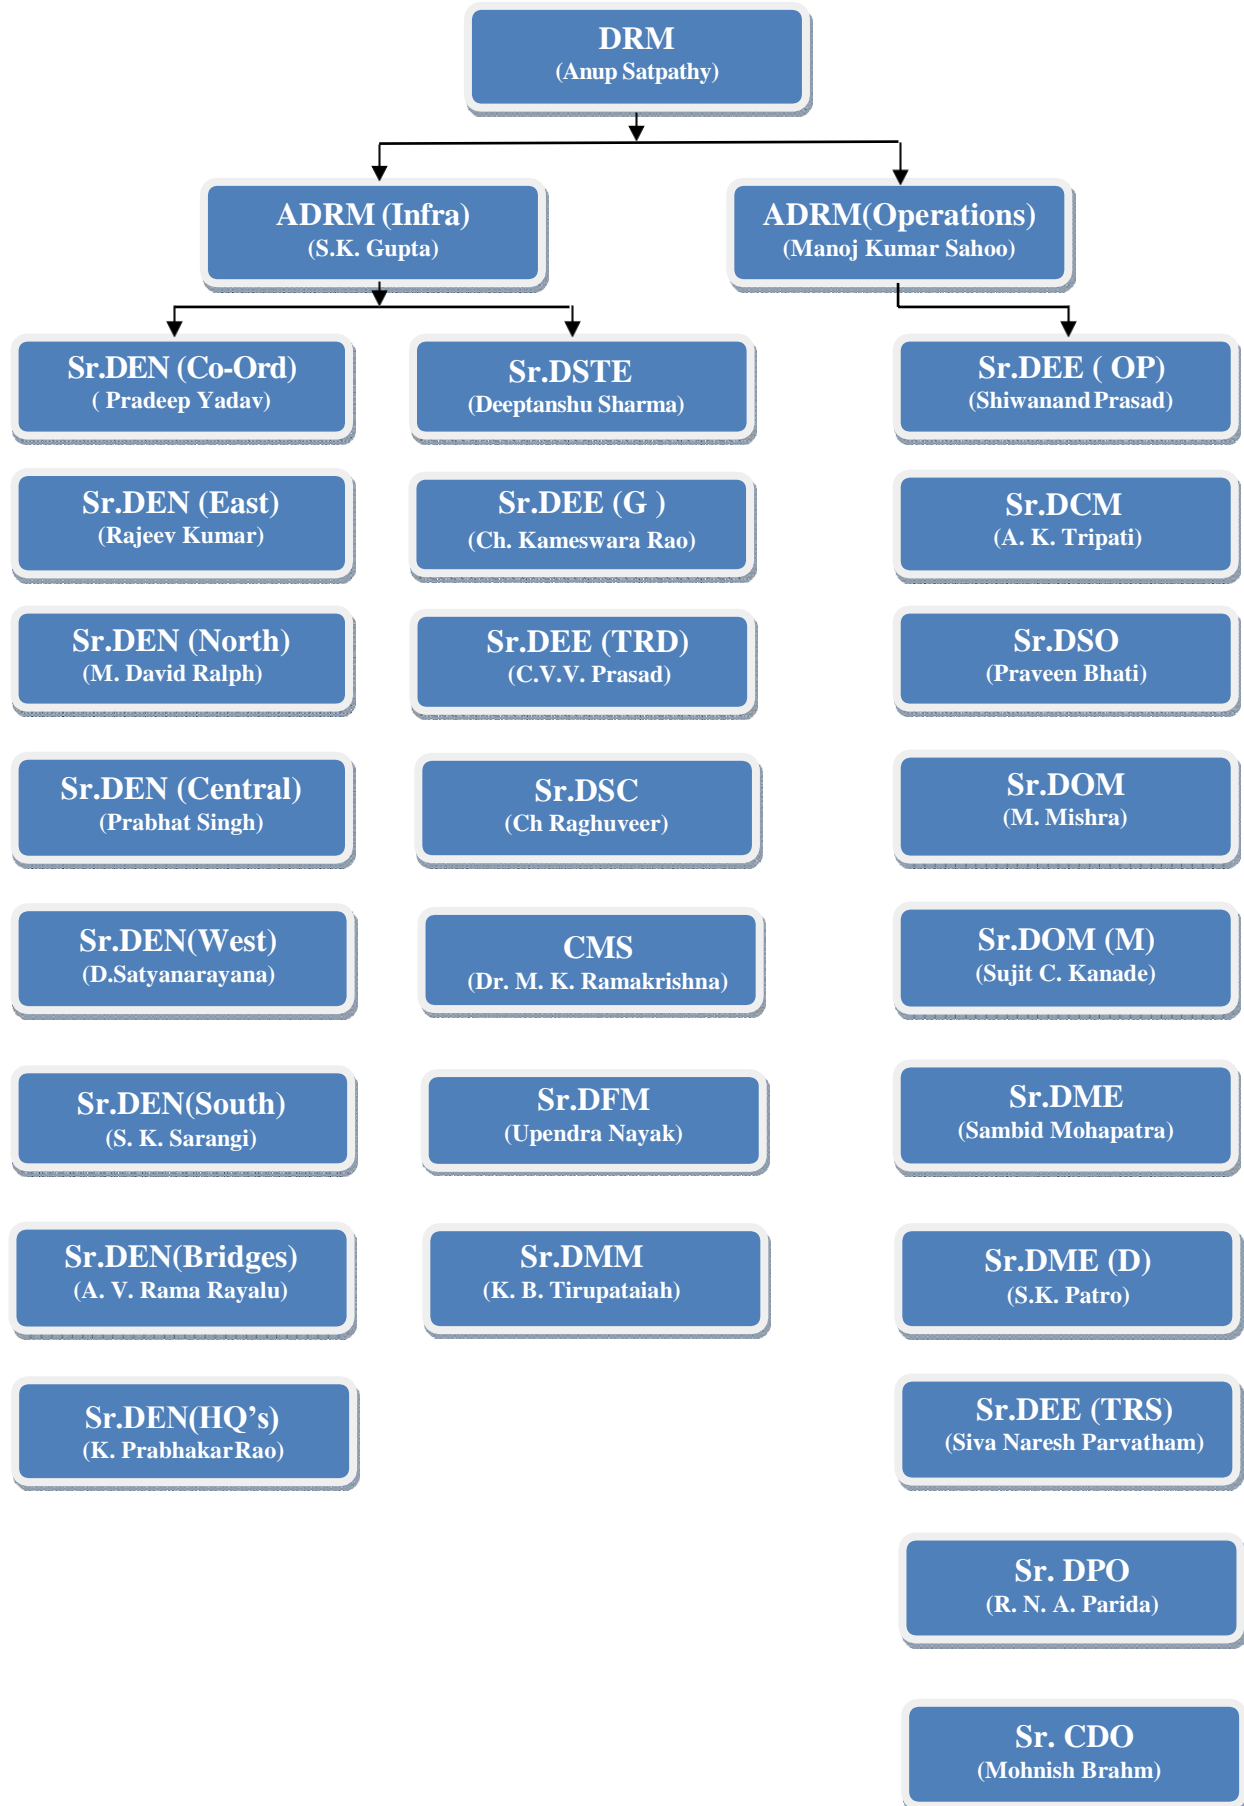 DRM
(Anup Satpathy)
ADRM (Infra)
(S.K. Gupta)
ADRM(Operations)
(Manoj Kumar Sahoo)
Sr.DEN (Co-Ord)
( Pradeep Yadav)
Sr.DSTE
(Deeptanshu Sharma)
Sr.DEE ( OP)
(Shiwanand Prasad)
Sr.DEN (East)
(Rajeev Kumar)
Sr.DEE (G )
(Ch. Kameswara Rao)
Sr.DCM
(A. K. Tripati)
Sr.DEN (North)
(M. David Ralph)
Sr.DEE (TRD)
(C.V.V. Prasad)
Sr.DSO
(Praveen Bhati)
Sr.DEN (Central)
(Prabhat Singh)
Sr.DSC
(Ch Raghuveer)
Sr.DOM
(M. Mishra)
Sr.DEN(West)
(D.Satyanarayana)
CMS
(Dr. M. K. Ramakrishna)
Sr.DOM (M)
(Sujit C. Kanade)
Sr.DEN(South)
(S. K. Sarangi)
Sr.DFM
(Upendra Nayak)
Sr.DME
(Sambid Mohapatra)
Sr.DEN(Bridges)
(A. V. Rama Rayalu)
Sr.DMM
(K. B. Tirupataiah)
Sr.DME (D)
(S.K. Patro)
Sr.DEN(HQ’s)
(K. Prabhakar Rao)
Sr.DEE (TRS)
(Siva Naresh Parvatham)
Sr. DPO
(R. N. A. Parida)
Sr. CDO
(Mohnish Brahm)